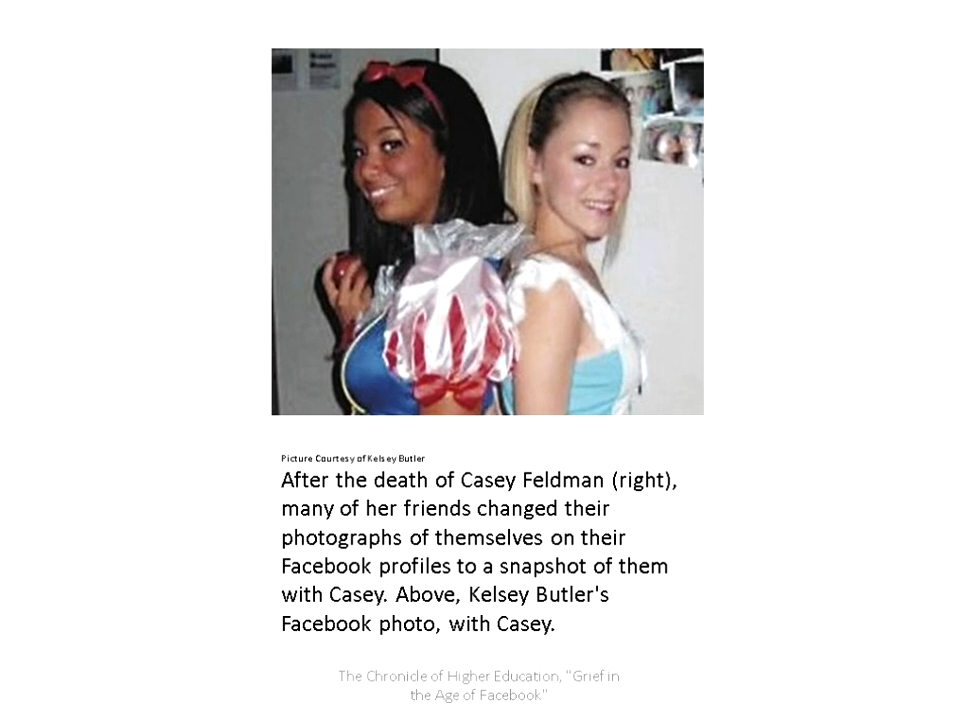 Picture Courtesy of Kelsey Butler
After the death of Casey Feldman (right),
many of her friends changed their
photographs of themselves on their
Facebook profiles to a snapshot of them
with Casey. Above, Kelsey Butler's
Facebook photo, with Casey.
The Chronicle of Higher Education, "Grief in
the Age of Facebook"